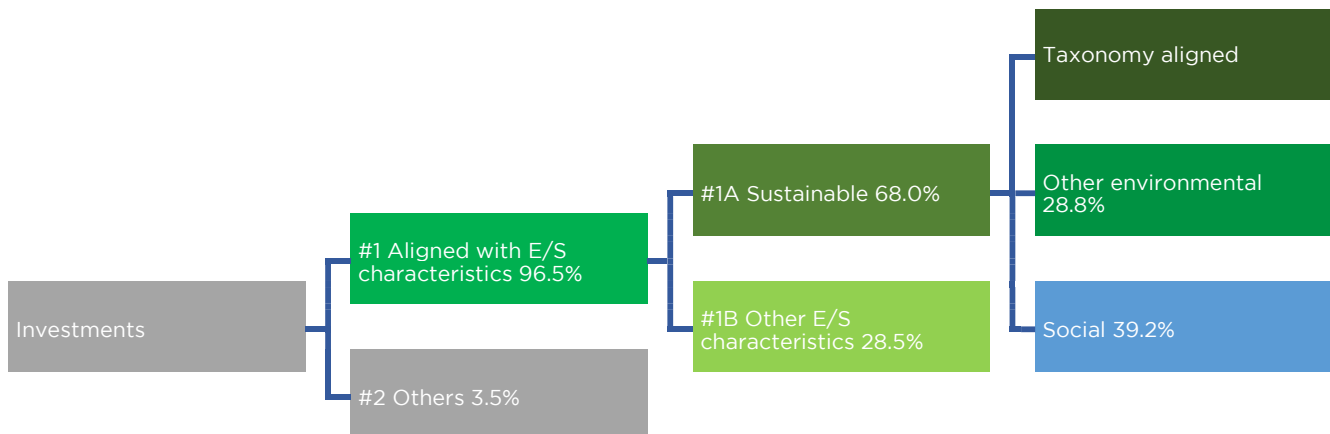 Investments
#1 Aligned with E/S
characteristics 96.5%
#2 Others 3.5%
#1A Sustainable 68.0%
#1B Other E/S
characteristics 28.5%
Taxonomy aligned
Other environmental
28.8%
Social 39.2%